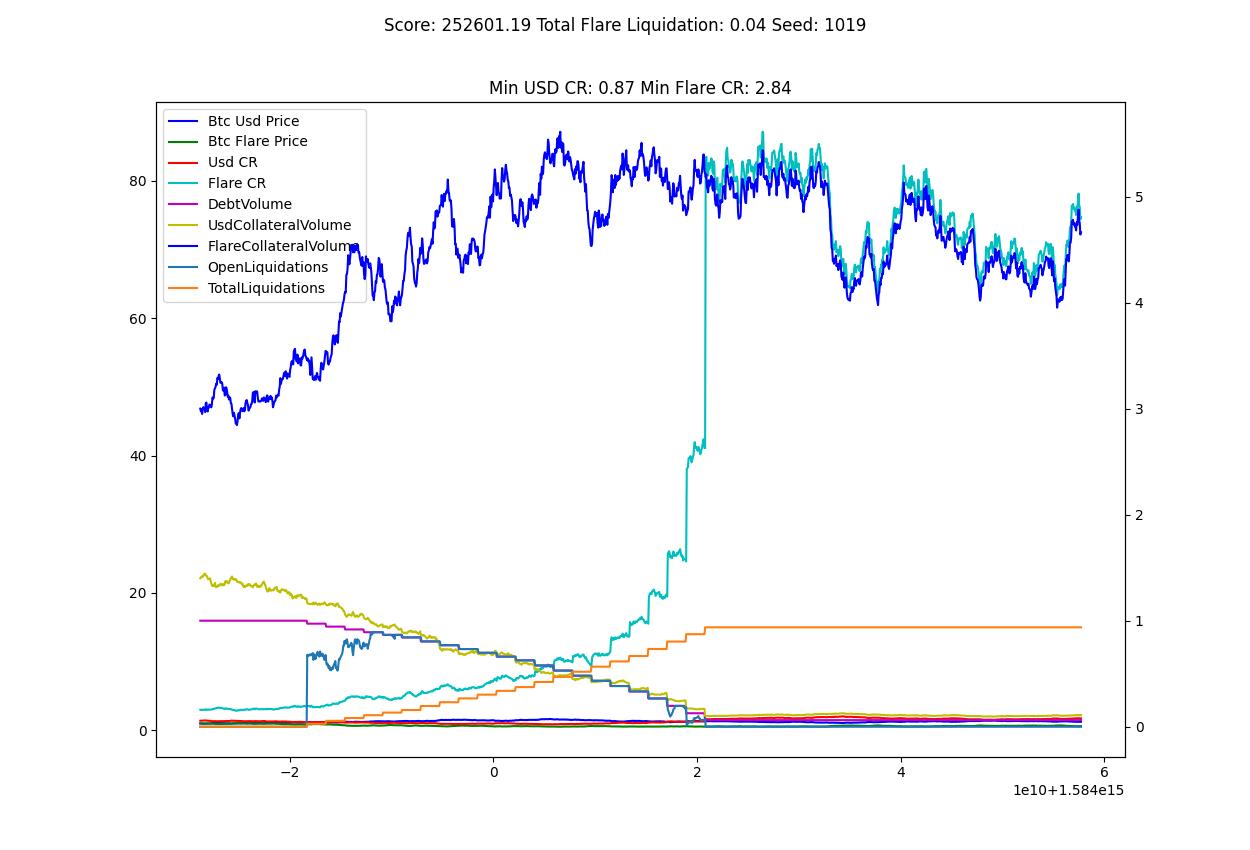 Score: 252601.19 Total Flare Liquidation: 0.04 Seed: 1019
Min USD CR: 0.87 Min Flare CR: 2.84
Btc Usd Price
Btc Flare Price
Usd CR
Flare CR
DebtVolume
UsdCollateralVolume
FlareCollateralVolume
OpenLiquidations
TotalLiquidations
80
60
40
20
0
5
4
3
2
1
0
−2
0
2
4
6
1e10+1.584e15